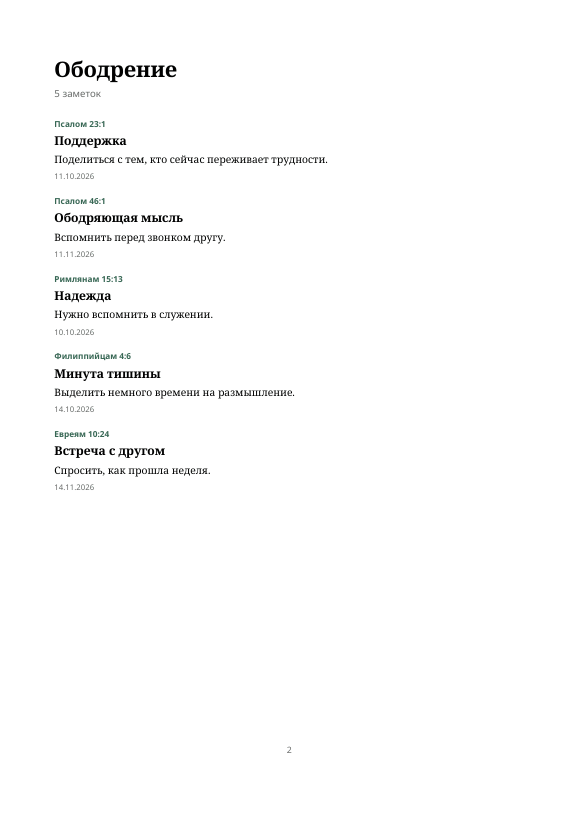 Ободрение
5 заметок
Псалом 23:1
Поддержка
Поделиться с тем, кто сейчас переживает трудности.
11.10.2026
Псалом 46:1
Ободряющая мысль
Вспомнить перед звонком другу.
11.11.2026
Римлянам 15:13
Надежда
Нужно вспомнить в служении.
10.10.2026
Филиппийцам 4:6
Минута тишины
Выделить немного времени на размышление.
14.10.2026
Евреям 10:24
Встреча с другом
Спросить, как прошла неделя.
14.11.2026
2